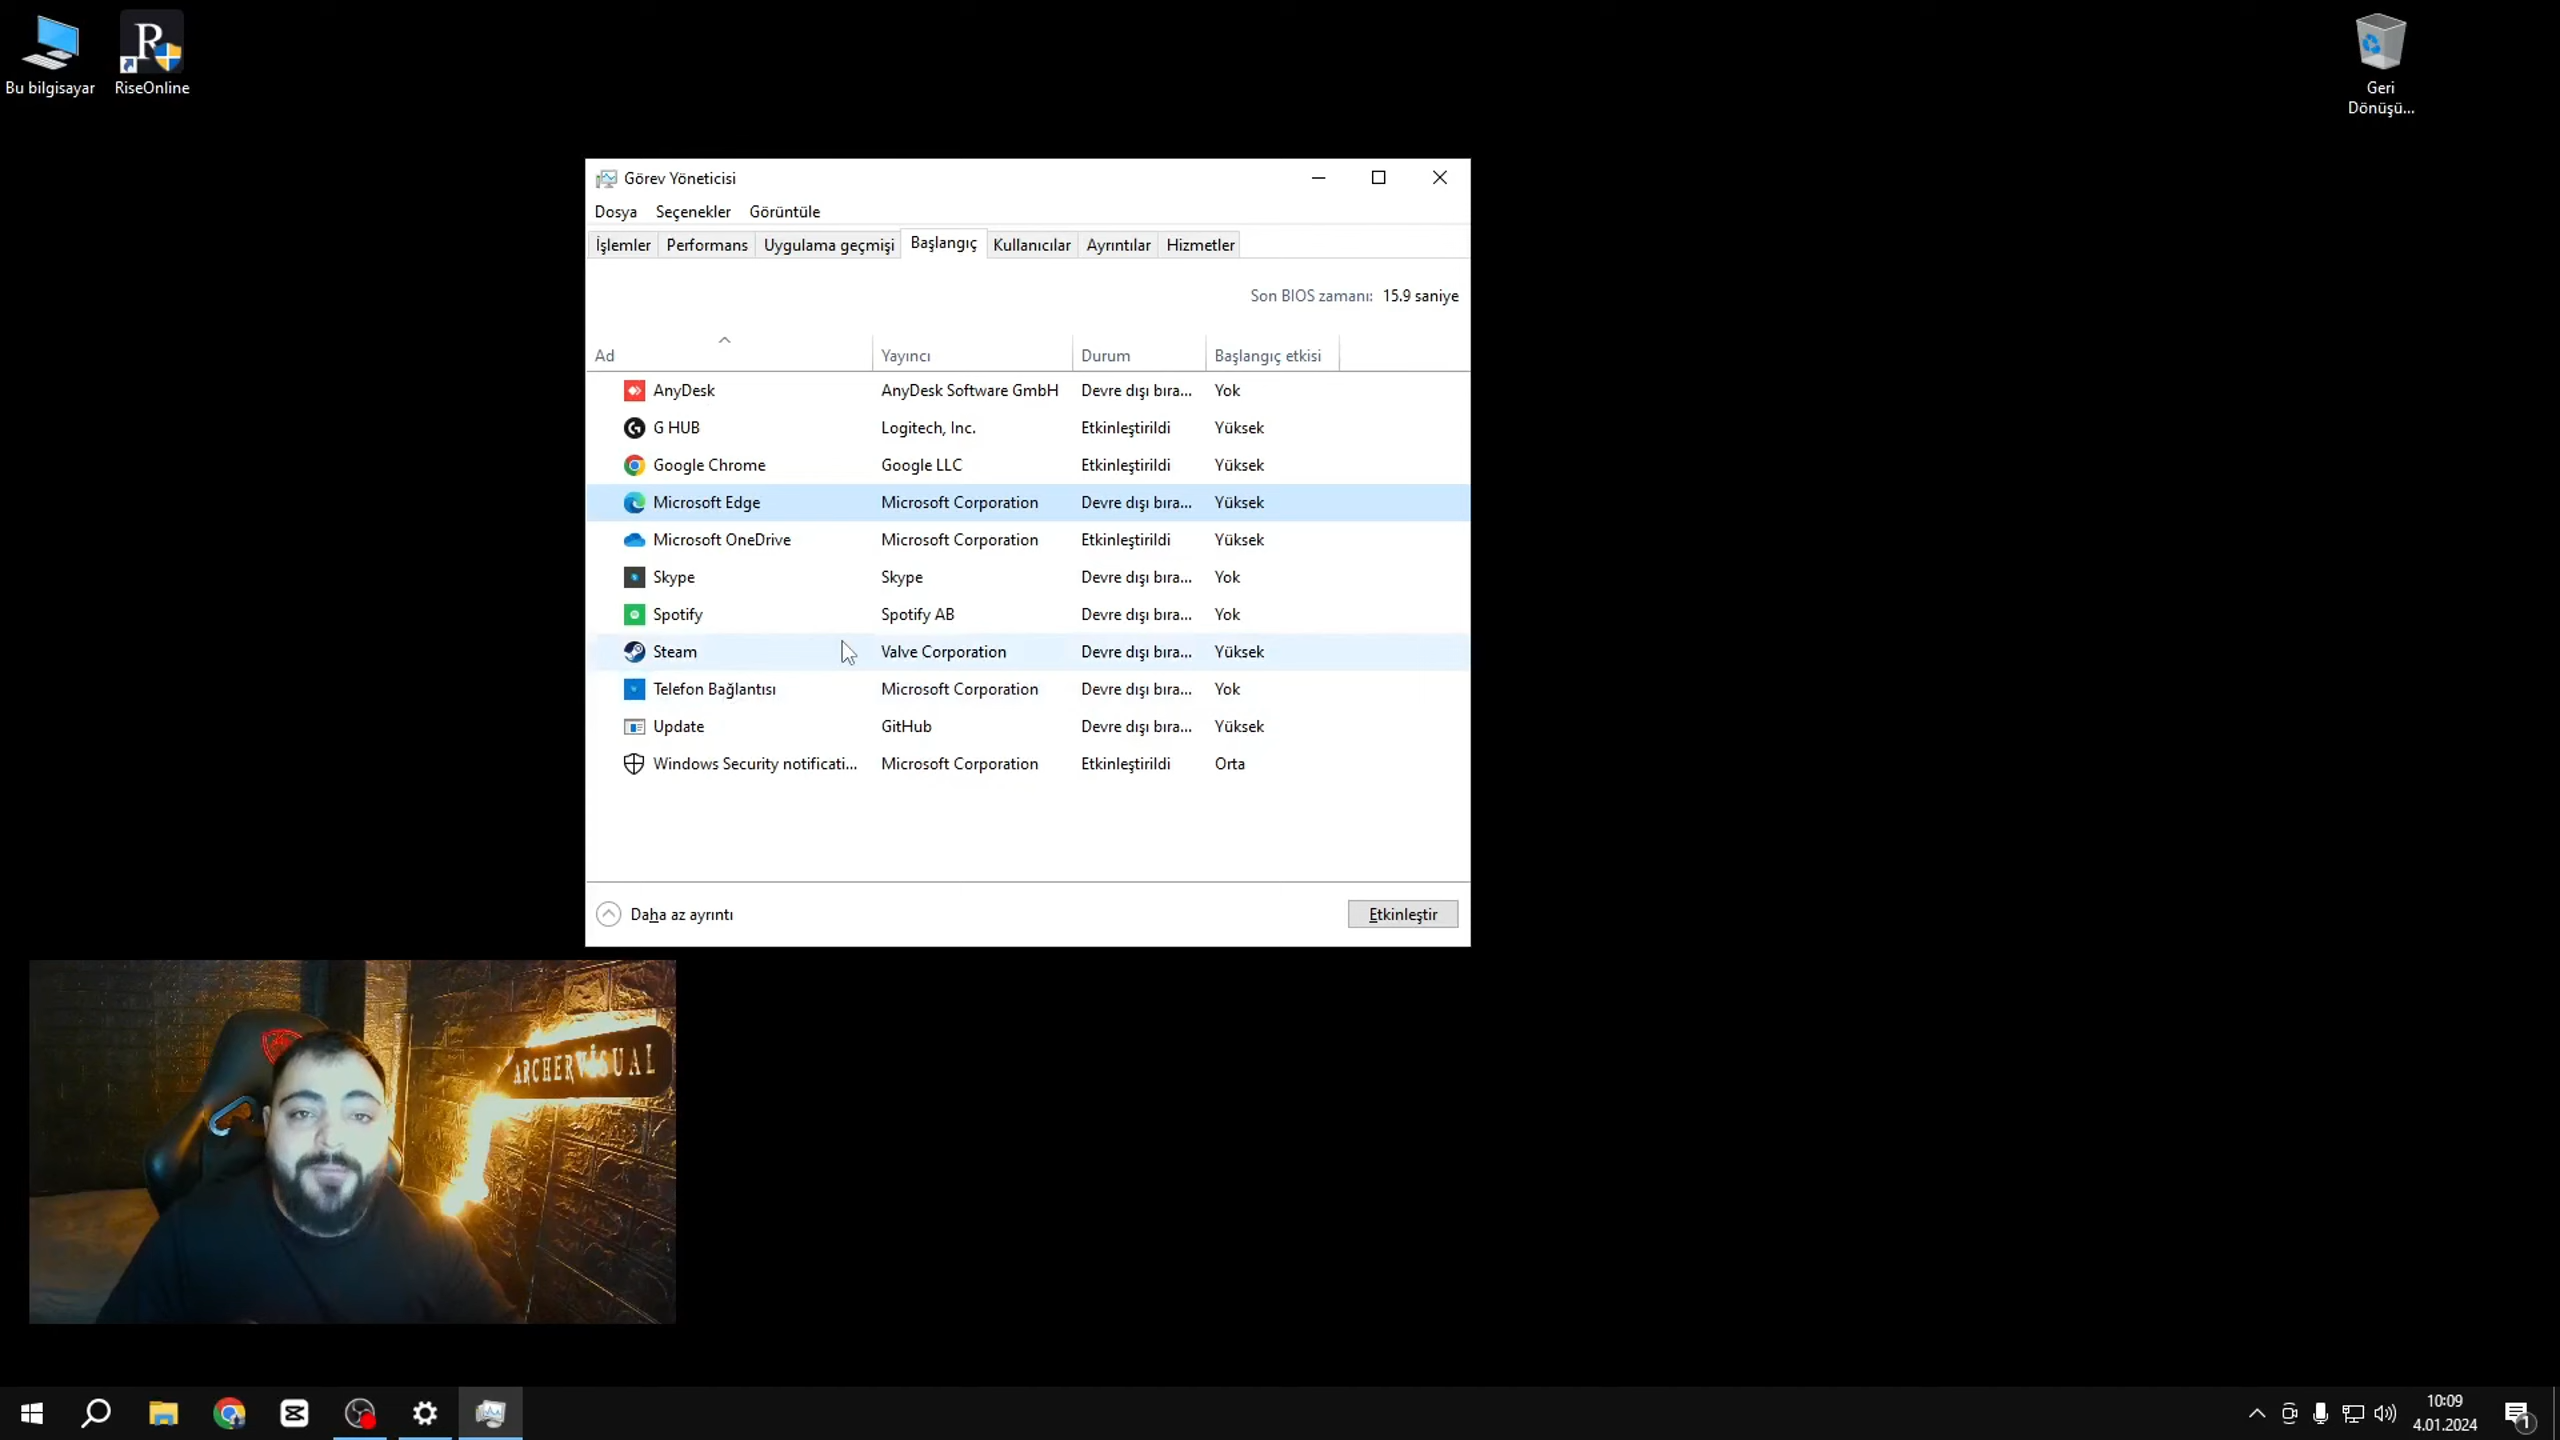 Bu bilgisayar
RiseOnline
Geri
Dönüşü...
Görev Yöneticisi
Dosya Seçenekler Görüntüle
İşlemler Performans Uygulama geçmişi Başlangıç Kullanıcılar Ayrıntılar Hizmetler
Son BIOS zamanı: 15.9 saniye
Ad Yayıncı Durum Başlangıç etkisi
AnyDesk AnyDesk Software GmbH Devre dışı bıra... Yok
G HUB Logitech, Inc. Etkinleştirildi Yüksek
Google Chrome Google LLC Etkinleştirildi Yüksek
Microsoft Edge Microsoft Corporation Devre dışı bıra... Yüksek
Microsoft OneDrive Microsoft Corporation Etkinleştirildi Yüksek
Skype Skype Devre dışı bıra... Yok
Spotify Spotify AB Devre dışı bıra... Yok
Steam Valve Corporation Devre dışı bıra... Yüksek
Telefon Bağlantısı Microsoft Corporation Devre dışı bıra... Yok
Update GitHub Devre dışı bıra... Yüksek
Windows Security notificati... Microsoft Corporation Etkinleştirildi Orta
Daha az ayrıntı Etkinleştir
ARCHERVİSUAL
10:09
4.01.2024
1